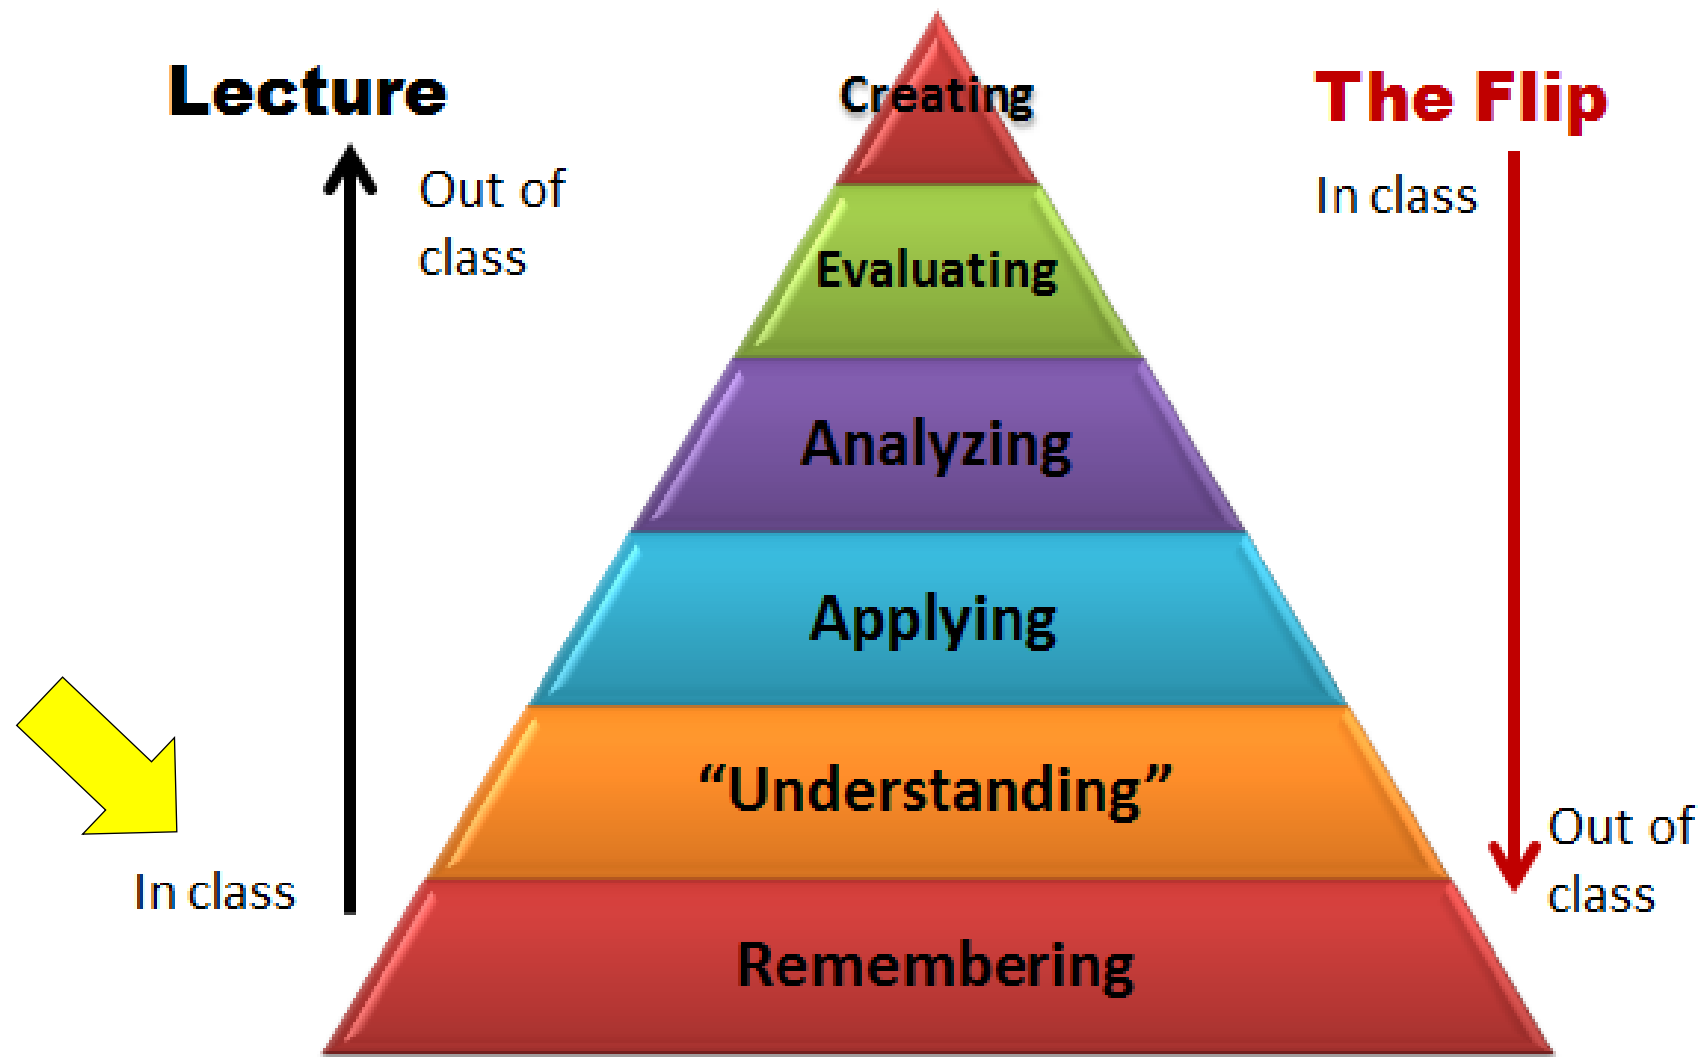 Lecture
Out of
class
In class
Creating
Evaluating
Analyzing
Applying
“Understanding”
Remembering
The Flip
In class
Out of
class